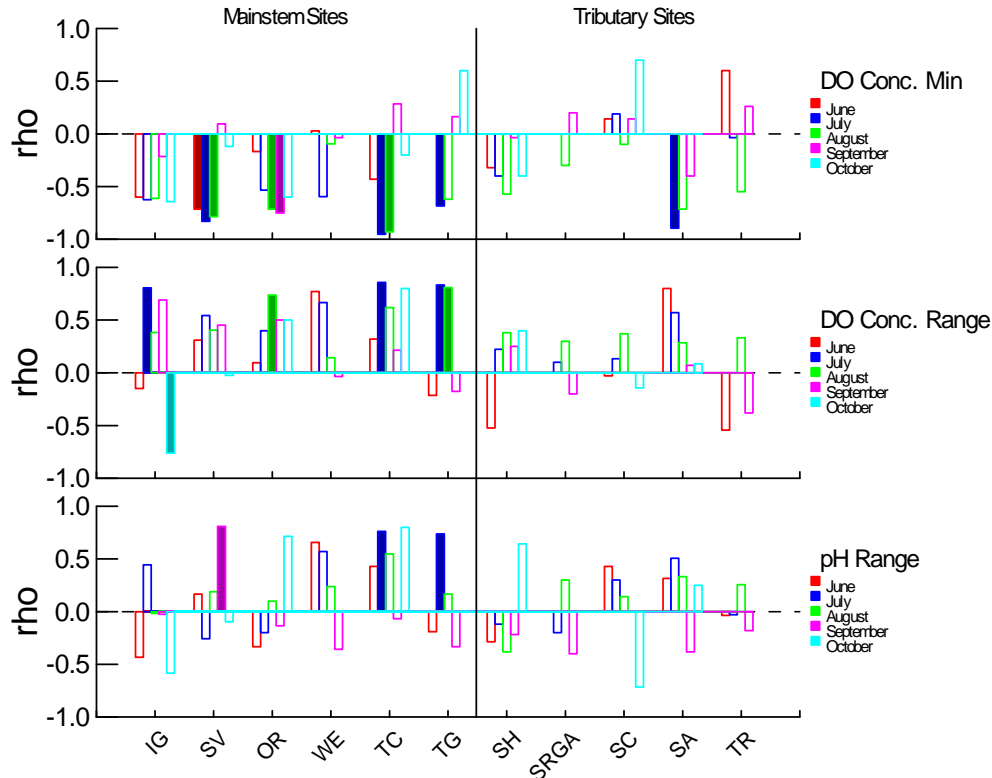 Mainstem Sites Tributary Sites
1.0
0.5
0.0
-0.5
-1.0
rho
DO Conc. Min
June
July
August
September
October
1.0
0.5
0.0
-0.5
-1.0
rho
DO Conc. Range
June
July
August
September
October
1.0
0.5
0.0
-0.5
-1.0
rho
pH Range
June
July
August
September
October
IG SV OR WE TC TG SH SRGA SC SA TR